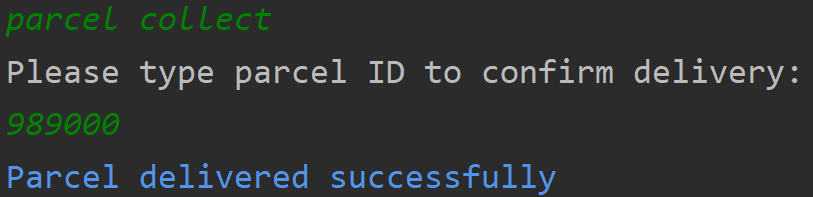 parcel collect
Please type parcel ID to confirm delivery:
989000
Parcel delivered successfully